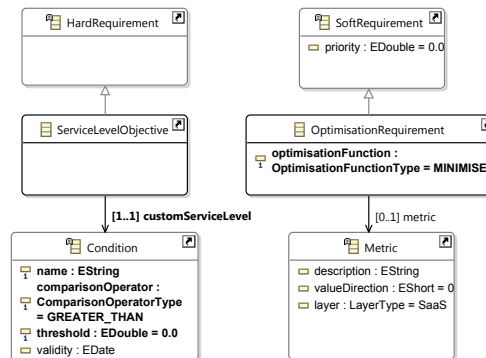 HardRequirement
SoftRequirement
priority : EDouble = 0.0
ServiceLevelObjective
OptimisationRequirement
optimisationFunction :
OptimisationFunctionType = MINIMISE
[1..1] customServiceLevel
[0..1] metric
Condition
name : EString
comparisonOperator :
ComparisonOperatorType
= GREATER_THAN
threshold : EDouble = 0.0
validity : EDate
Metric
description : EString
valueDirection : EShort = 0
layer : LayerType = SaaS